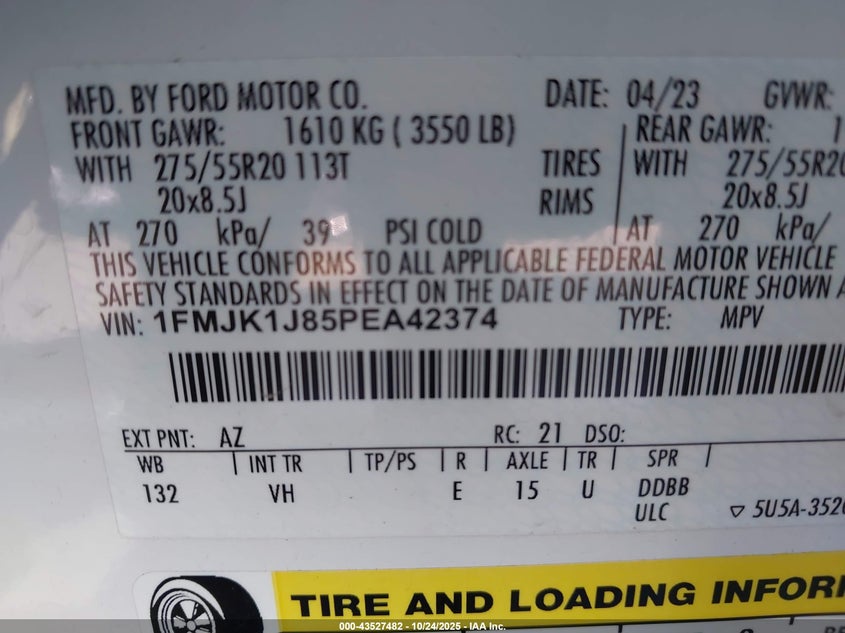 MFD. BY FORD MOTOR CO. DATE: 04/23 GVWR:
FRONT GAWR: 1610 KG ( 3550 LB) REAR GAWR: 1
WITH 275/55R20 113T TIRES WITH 275/55R20
20x8.5J RIMS 20x8.5J
AT 270 kPa/ 39 PSI COLD AT 270 kPa/
THIS VEHICLE CONFORMS TO ALL APPLICABLE FEDERAL MOTOR VEHICLE
SAFETY STANDARDS IN EFFECT ON THE DATE OF MANUFACTURE SHOWN A
VIN: 1FMJK1J85PEA42374 TYPE: MPV
EXT PNT: AZ RC: 21 DSO:
WB INT TR TP/PS R AXLE TR SPR
132 VH E 15 U DDBB
ULC ▽ 5U5A-3520
TIRE AND LOADING INFOR
000-43527482 - 10/24/2025 - IAA Inc.